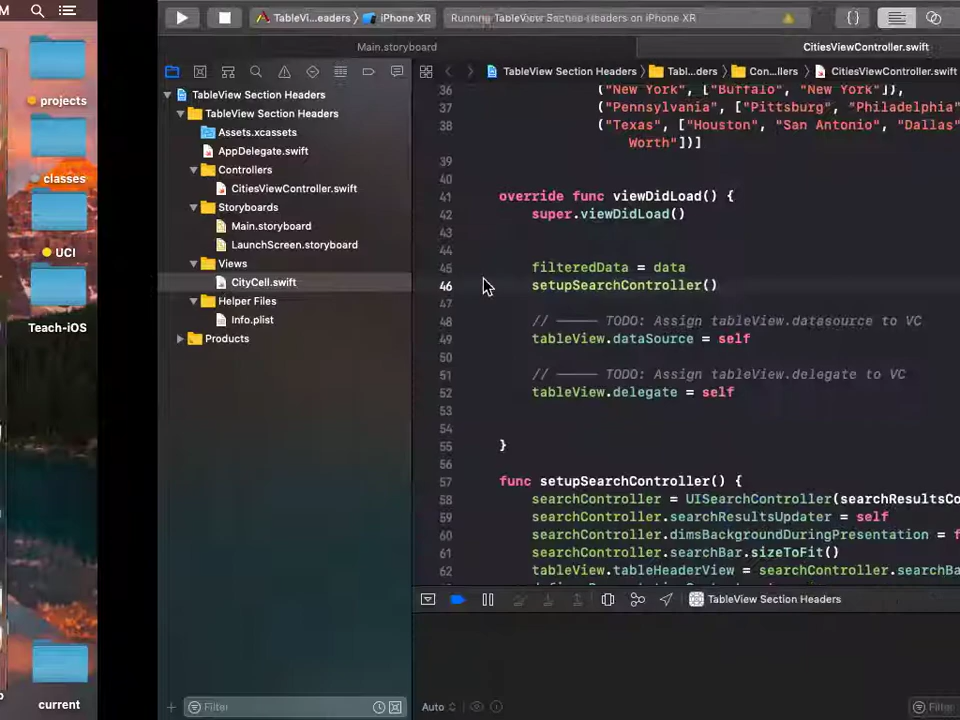 M
projects
classes
UCI
Teach-iOS
current
TableVi...eaders
iPhone XR
Running TableView Section Headers on iPhone XR
Main.storyboard
CitiesViewController.swift
TableView Section Headers
Tabl...ders
Con...llers
CitiesViewController.swift
TableView Section Headers
TableView Section Headers
Assets.xcassets
AppDelegate.swift
Controllers
CitiesViewController.swift
Storyboards
Main.storyboard
LaunchScreen.storyboard
Views
CityCell.swift
Helper Files
Info.plist
Products
Filter
36 ("New York", ["Buffalo", "New York"]),
37 ("Pennsylvania", ["Pittsburg", "Philadelphia"
38 ("Texas", ["Houston", "San Antonio", "Dallas"
Worth"])]
39
40
41 override func viewDidLoad() {
42 super.viewDidLoad()
43
44
45 filteredData = data
46 setupSearchController()
47
48 // ––––– TODO: Assign tableView.datasource to VC
49 tableView.dataSource = self
50
51 // ––––– TODO: Assign tableView.delegate to VC
52 tableView.delegate = self
53
54
55 }
56
57 func setupSearchController() {
58 searchController = UISearchController(searchResultsCo
59 searchController.searchResultsUpdater = self
60 searchController.dimsBackgroundDuringPresentation = f
61 searchController.searchBar.sizeToFit()
62 tableView.tableHeaderView = searchController.searchBa
TableView Section Headers
Auto
Filter